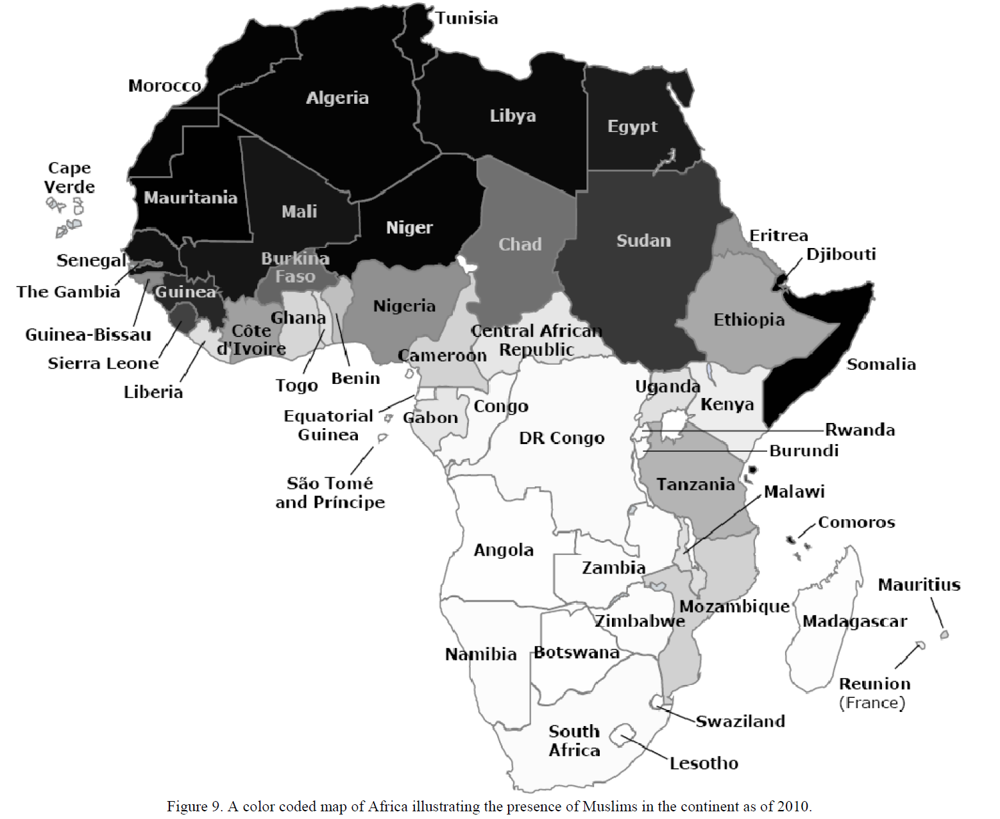 Tunisia
Morocco
Algeria
Libya
Egypt
Cape
Verde
Mauritania
Mali
Niger
Chad
Sudan
Eritrea
Djibouti
Senegal
Burkina
Faso
The Gambia
Guinea
Nigeria
Ghana
Ethiopia
Guinea-Bissau
Côte
d'Ivoire
Central African
Republic
Cameroon
Sierra Leone
Somalia
Liberia
Togo
Benin
Uganda
Kenya
Equatorial
Guinea
Gabon
Congo
DR Congo
Rwanda
Burundi
São Tomé
and Príncipe
Tanzania
Malawi
Comoros
Angola
Zambia
Mauritius
Mozambique
Zimbabwe
Madagascar
Namibia
Botswana
Reunion
(France)
Swaziland
South
Africa
Lesotho
Figure 9. A color coded map of Africa illustrating the presence of Muslims in the continent as of 2010.